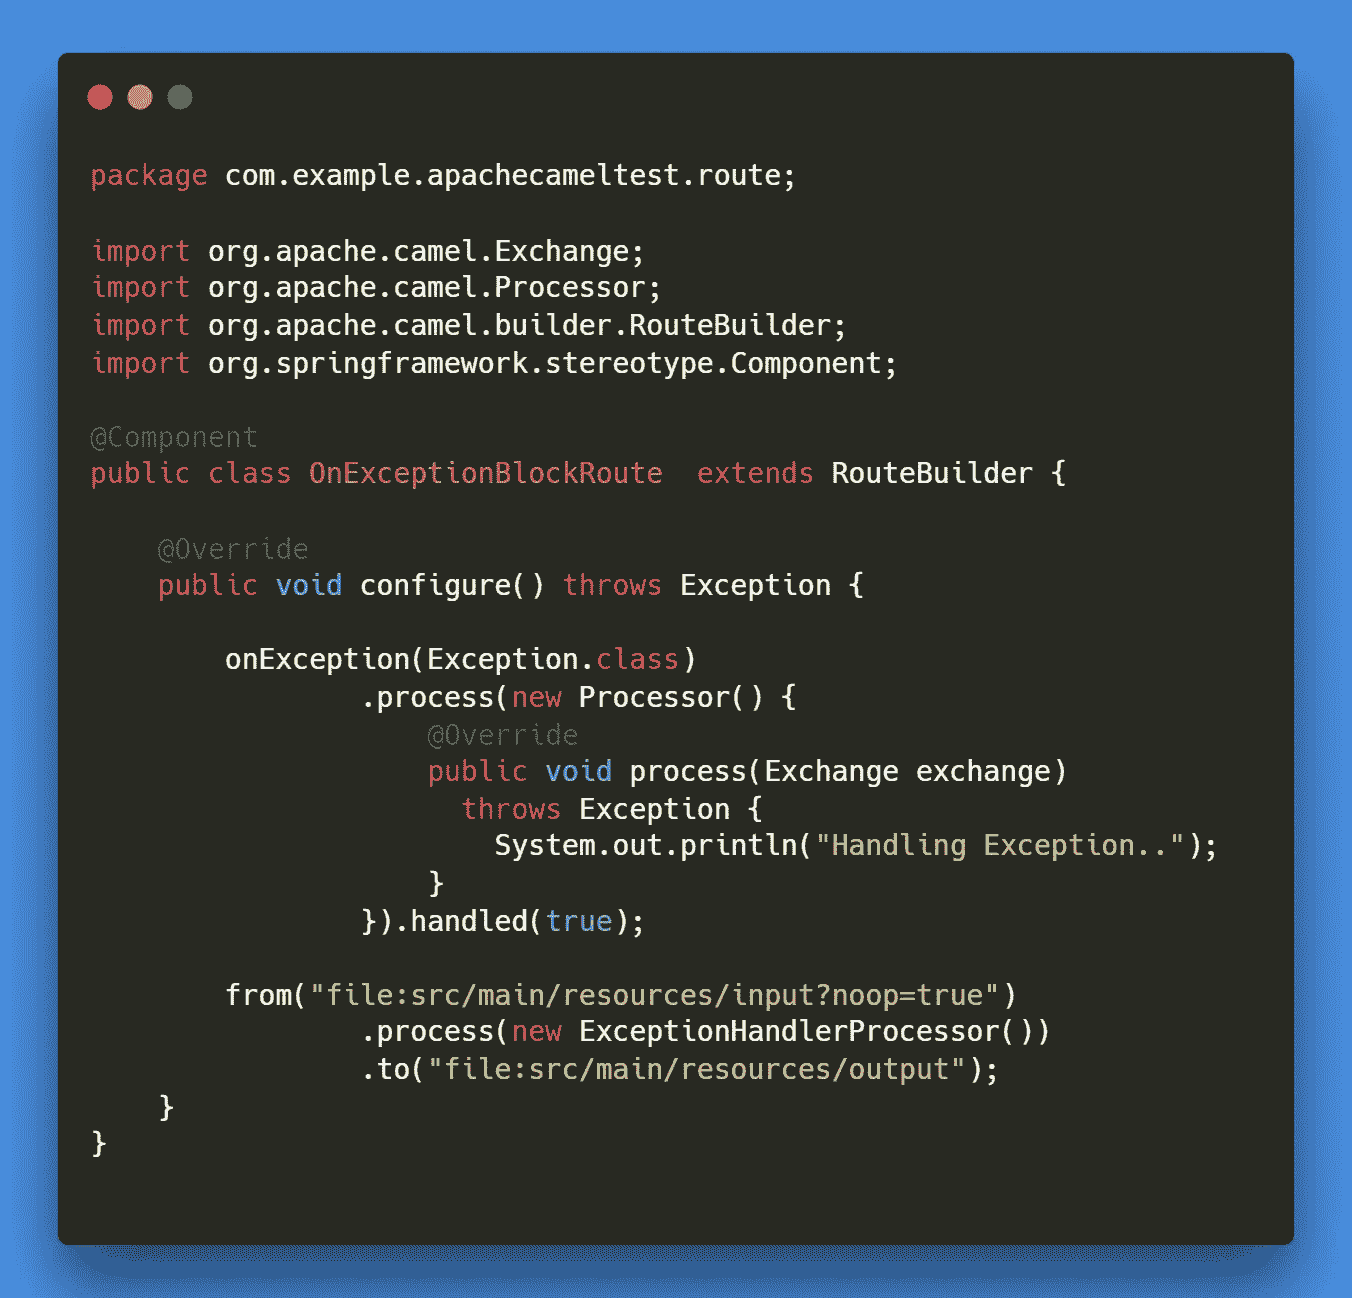 package com.example.apachecameltest.route;

import org.apache.camel.Exchange;
import org.apache.camel.Processor;
import org.apache.camel.builder.RouteBuilder;
import org.springframework.stereotype.Component;

@Component
public class OnExceptionBlockRoute  extends RouteBuilder {

    @Override
    public void configure() throws Exception {

        onException(Exception.class)
                .process(new Processor() {
                    @Override
                    public void process(Exchange exchange)
                      throws Exception {
                        System.out.println("Handling Exception..");
                    }
                }).handled(true);

        from("file:src/main/resources/input?noop=true")
                .process(new ExceptionHandlerProcessor())
                .to("file:src/main/resources/output");
    }
}